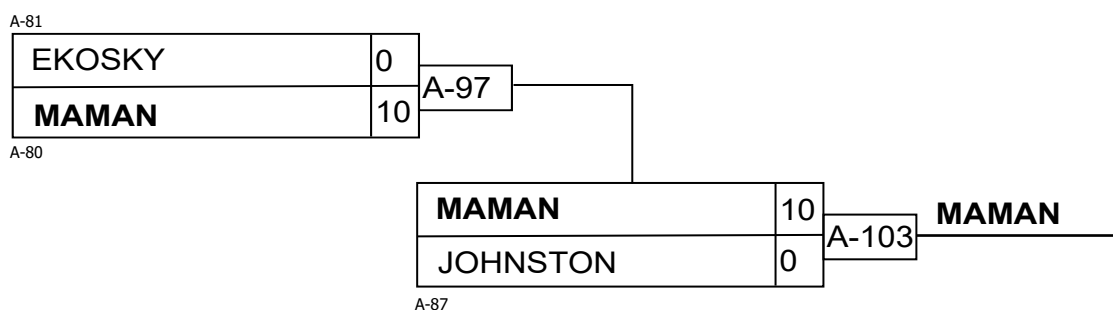 A-81
EKOSKY 0
A-97
MAMAN 10
A-80
MAMAN 10
MAMAN
A-103
JOHNSTON 0
A-87